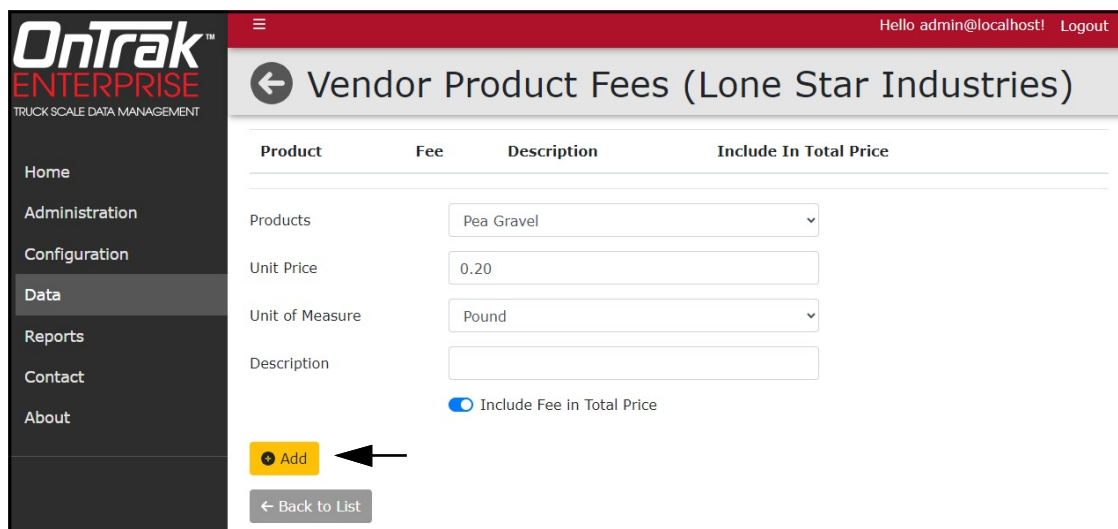 OnTrak™
ENTERPRISE
TRUCK SCALE DATA MANAGEMENT
Home
Administration
Configuration
Data
Reports
Contact
About
Hello admin@localhost! Logout
Vendor Product Fees (Lone Star Industries)
Product Fee Description Include In Total Price
Products Pea Gravel
Unit Price 0.20
Unit of Measure Pound
Description
Include Fee in Total Price
Add
← Back to List